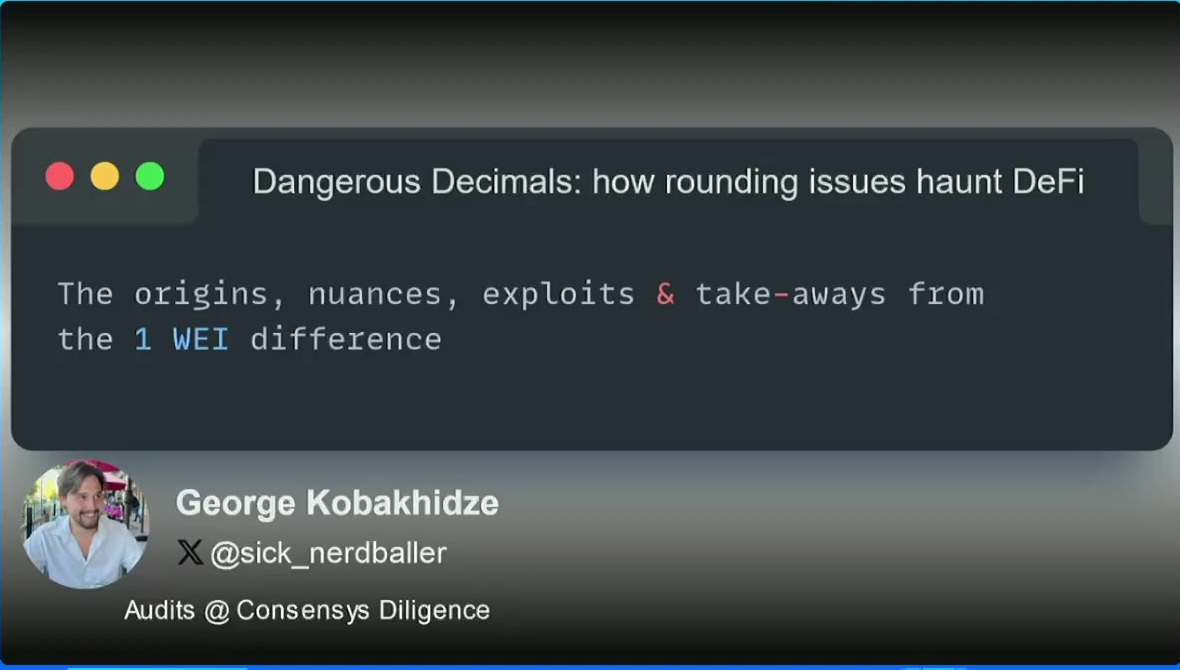 Dangerous Decimals: how rounding issues haunt DeFi
The origins, nuances, exploits & take-aways from
the 1 WEI difference
George Kobakhidze
X @sick_nerdballer
Audits @ Consensys Diligence